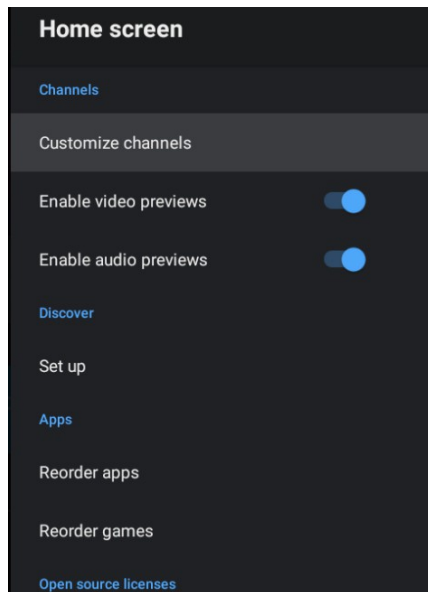 Home screen
Channels
Customize channels
Enable video previews
Enable audio previews
Discover
Set up
Apps
Reorder apps
Reorder games
Open source licenses